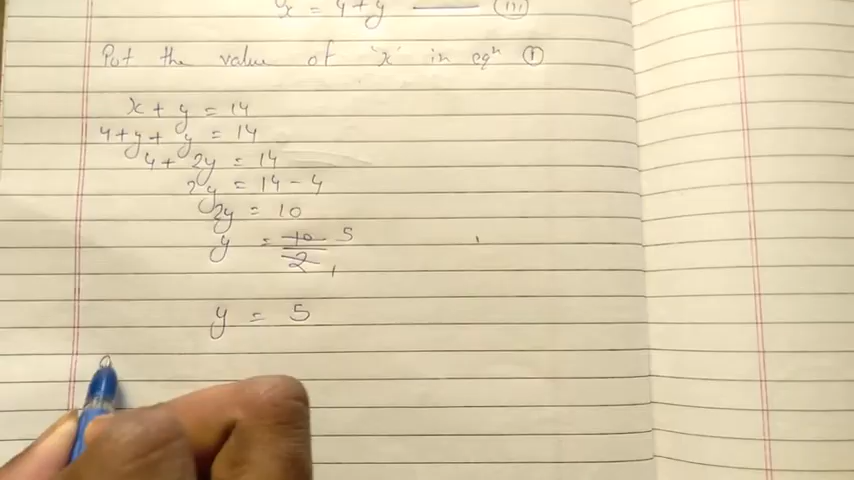 x = 4 + y —— (III)
Put the value of 'x' in eqⁿ (I)
x + y = 14
4 + y + y = 14
4 + 2y = 14
2y = 14 - 4
2y = 10
y = 10/2 5 1
y = 5